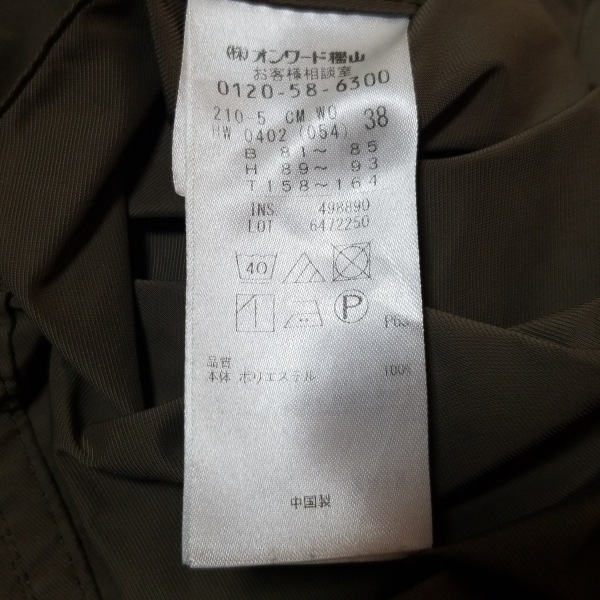 (株)オンワード樫山
お客様相談室
0120-58-6300
210-5 CM WO 38
HW 0402 (054)
B 81~ 85
H 89~ 93
T 158~164
INS 498890
LOT 6472250
40
P
P63
品質
本体 ポリエステル 100%
中国製